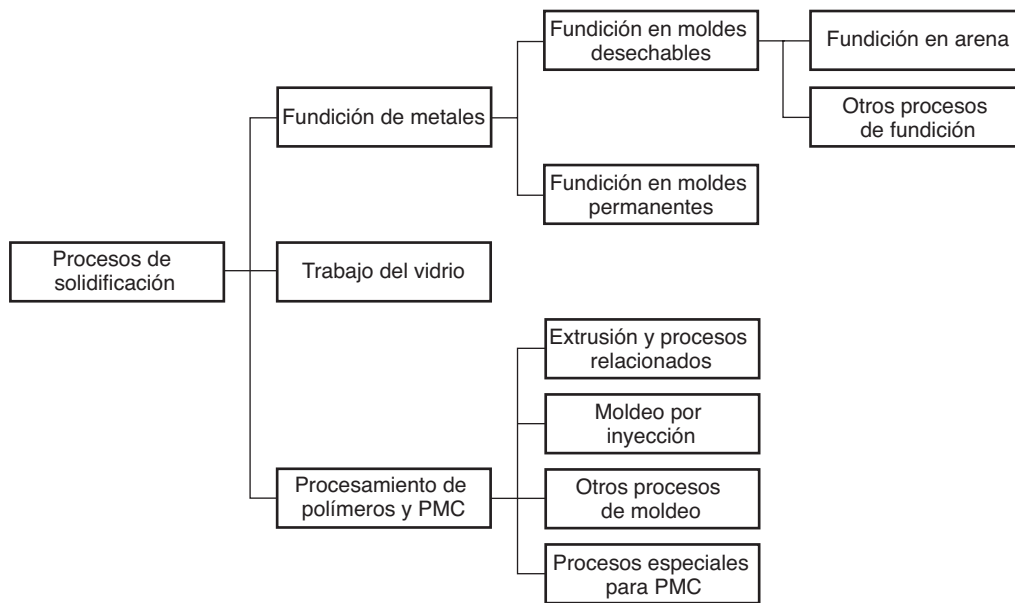 Fundición en moldes
desechables
Fundición en arena
Fundición de metales
Otros procesos
de fundición
Fundición en moldes
permanentes
Procesos de
solidificación
Trabajo del vidrio
Extrusión y procesos
relacionados
Moldeo por
inyección
Procesamiento de
polímeros y PMC
Otros procesos
de moldeo
Procesos especiales
para PMC